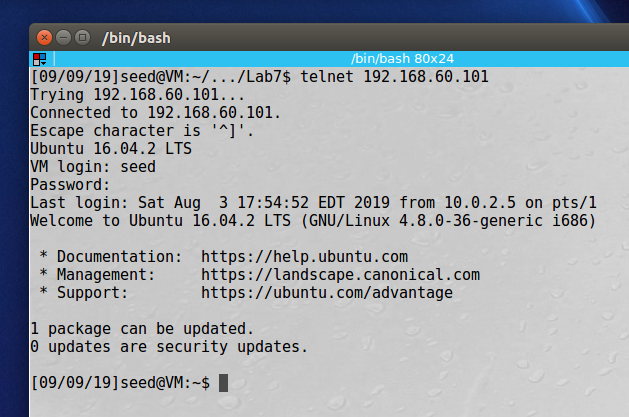 /bin/bash
/bin/bash 80x24
[09/09/19]seed@VM:~/.../Lab7$ telnet 192.168.60.101
Trying 192.168.60.101...
Connected to 192.168.60.101.
Escape character is '^]'.
Ubuntu 16.04.2 LTS
VM login: seed
Password:
Last login: Sat Aug  3 17:54:52 EDT 2019 from 10.0.2.5 on pts/1
Welcome to Ubuntu 16.04.2 LTS (GNU/Linux 4.8.0-36-generic i686)
 * Documentation:  https://help.ubuntu.com
 * Management:     https://landscape.canonical.com
 * Support:        https://ubuntu.com/advantage
1 package can be updated.
0 updates are security updates.
[09/09/19]seed@VM:~$